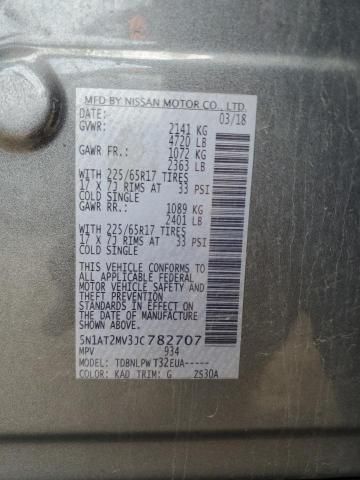 MFD BY NISSAN MOTOR CO., LTD.
DATE: 03/18
GVWR: 2141 KG
4720 LB
GAWR FR.: 1072 KG
2363 LB
WITH 225/65R17 TIRES
17 X 7J RIMS AT 33 PSI
COLD SINGLE
GAWR RR.: 1089 KG
2401 LB
WITH 225/65R17 TIRES
17 X 7J RIMS AT 33 PSI
COLD SINGLE
THIS VEHICLE CONFORMS TO
ALL APPLICABLE FEDERAL
MOTOR VEHICLE SAFETY,
BUMPER, AND THEFT PREVENTION
STANDARDS IN EFFECT ON THE
DATE OF MANUFACTURE
SHOWN ABOVE.
5N1AT2MV3JC782707
MPV 934
MODEL: TDBNLPWT32EUA-----
COLOR: KAD TRIM: G ZS30A